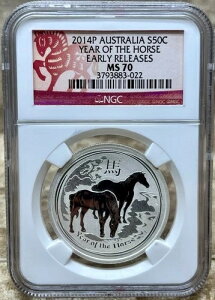 2014P AUSTRALIA S50C
YEAR OF THE HORSE
EARLY RELEASES
MS 70
3793883-022
NGC
馬
Year of the Horse